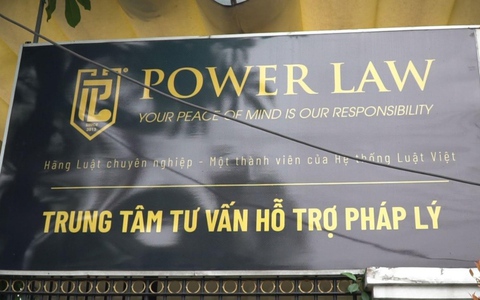 POWER LAW
YOUR PEACE OF MIND IS OUR RESPONSIBILITY
Hãng Luật chuyên nghiệp - Một thành viên của Hệ thống Luật Việt
TRUNG TÂM TƯ VẤN HỖ TRỢ PHÁP LÝ